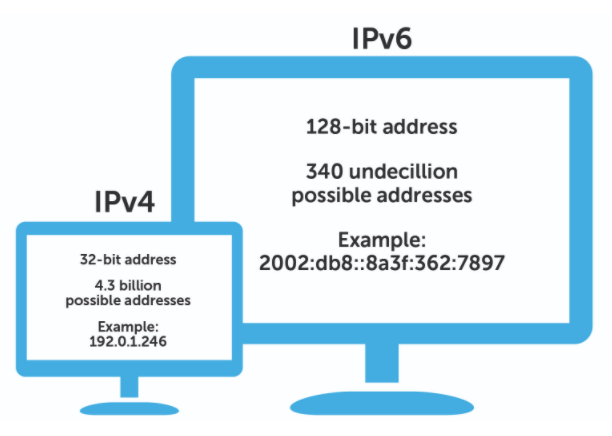 IPv6
128-bit address
340 undecillion
possible addresses
Example:
2002:db8::8a3f:362:7897
IPv4
32-bit address
4.3 billion
possible addresses
Example:
192.0.1.246